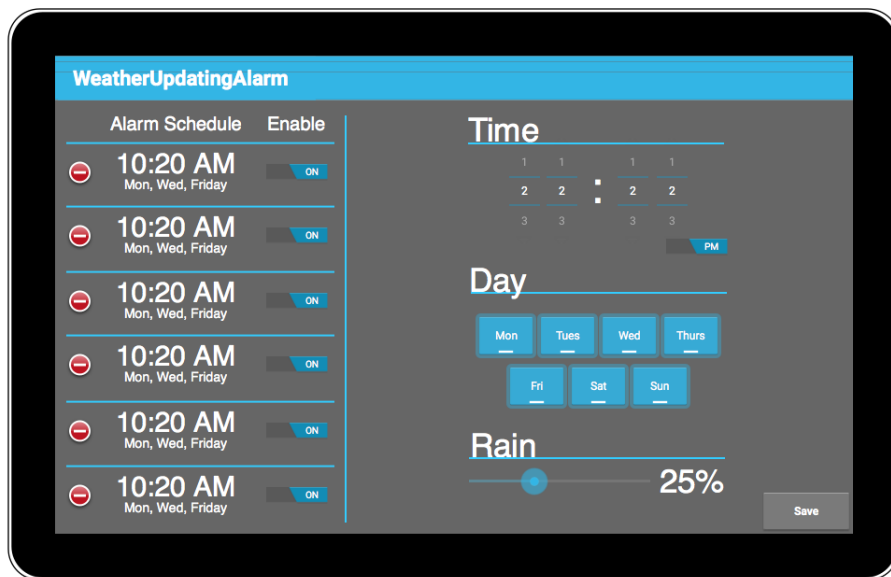 WeatherUpdatingAlarm
Alarm Schedule Enable
10:20 AM ON
Mon, Wed, Friday
10:20 AM ON
Mon, Wed, Friday
10:20 AM ON
Mon, Wed, Friday
10:20 AM ON
Mon, Wed, Friday
10:20 AM ON
Mon, Wed, Friday
10:20 AM ON
Mon, Wed, Friday
Time
1 1 1 1
2 2 : 2 2
3 3 3 3
PM
Day
Mon Tues Wed Thurs
Fri Sat Sun
Rain
25%
Save